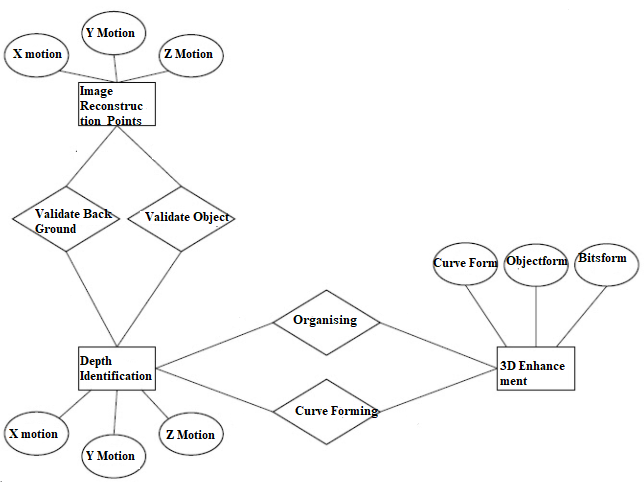 Y Motion
X motion
Z Motion
Image
Reconstruc
tion Points
Validate Back
Ground
Validate Object
Curve Form
Objectform
Bitsform
Organising
Depth
Identification
3D Enhance
ment
Curve Forming
X motion
Y Motion
Z Motion